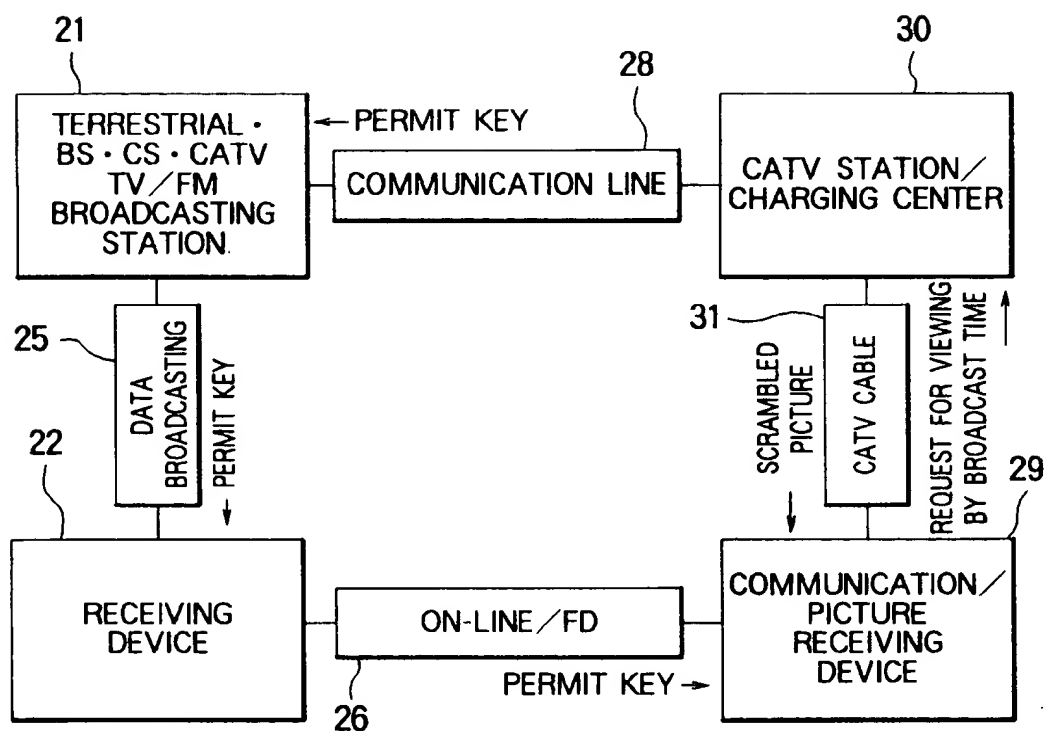 21
30
28
TERRESTRIAL・
BS・CS・CATV
TV/FM
BROADCASTING
STATION
←PERMIT KEY
COMMUNICATION LINE
CATV STATION/
CHARGING CENTER
25
DATA
BROADCASTING
PERMIT KEY
↓
31
SCRAMBLED
PICTURE
↓
CATV CABLE
REQUEST FOR VIEWING
BY BROADCAST TIME →
22
29
RECEIVING
DEVICE
ON-LINE/FD
COMMUNICATION/
PICTURE
RECEIVING
DEVICE
26
PERMIT KEY→